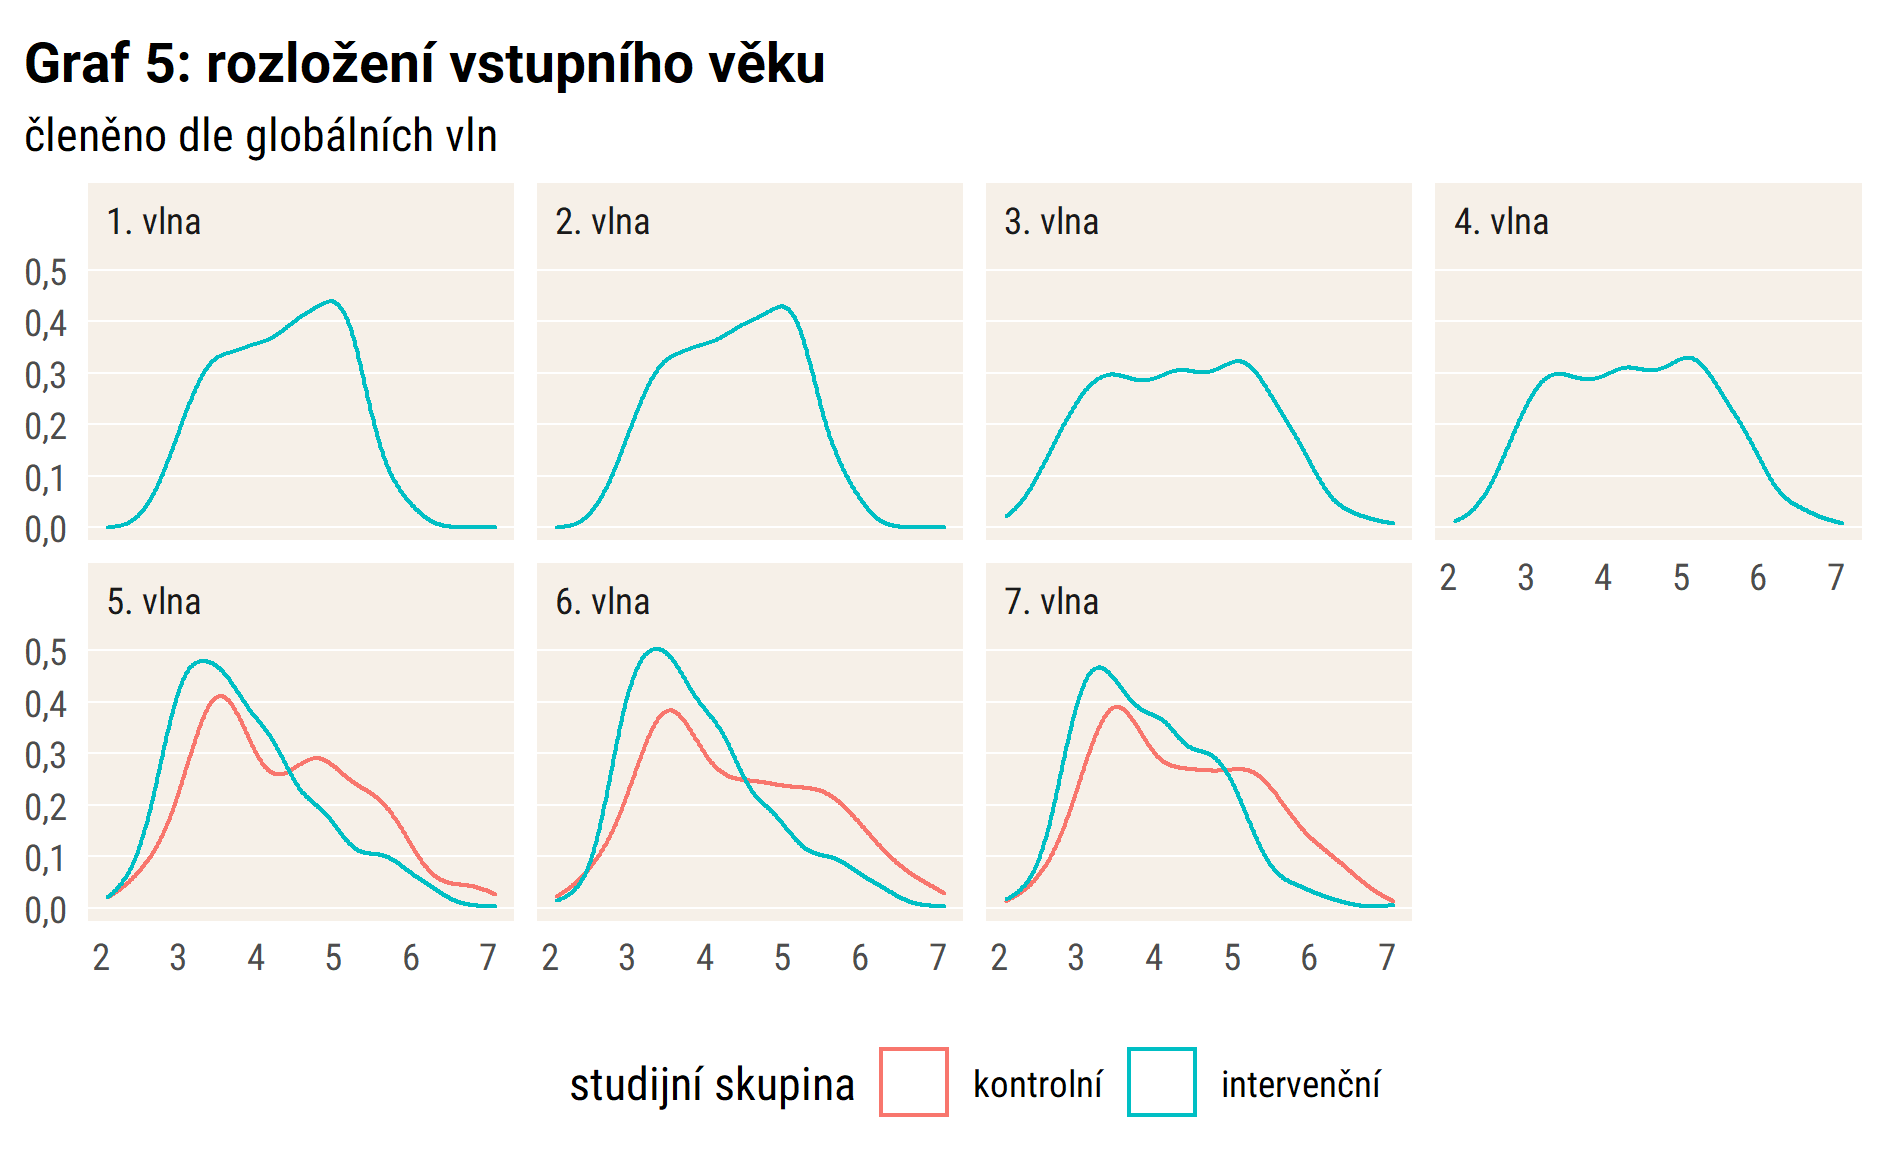 Graf 5: rozložení vstupního věku
členěno dle globálních vln
1. vlna
2. vlna
3. vlna
4. vlna
0,5
0,4
0,3
0,2
0,1
0,0
2 3 4 5 6 7
5. vlna
6. vlna
7. vlna
0,5
0,4
0,3
0,2
0,1
0,0
2 3 4 5 6 7
2 3 4 5 6 7
2 3 4 5 6 7
studijní skupina kontrolní intervenční